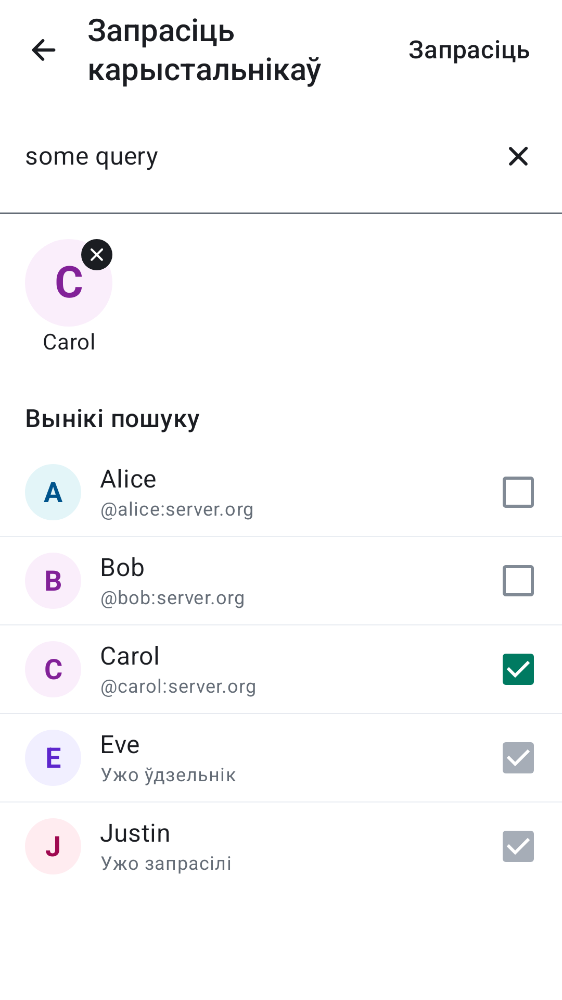 Запрасіць
карыстальнікаў
Запрасіць
some query
C
Carol
Вынікі пошуку
A
Alice
@alice:server.org
B
Bob
@bob:server.org
C
Carol
@carol:server.org
E
Eve
Ужо ўдзельнік
J
Justin
Ужо запрасілі